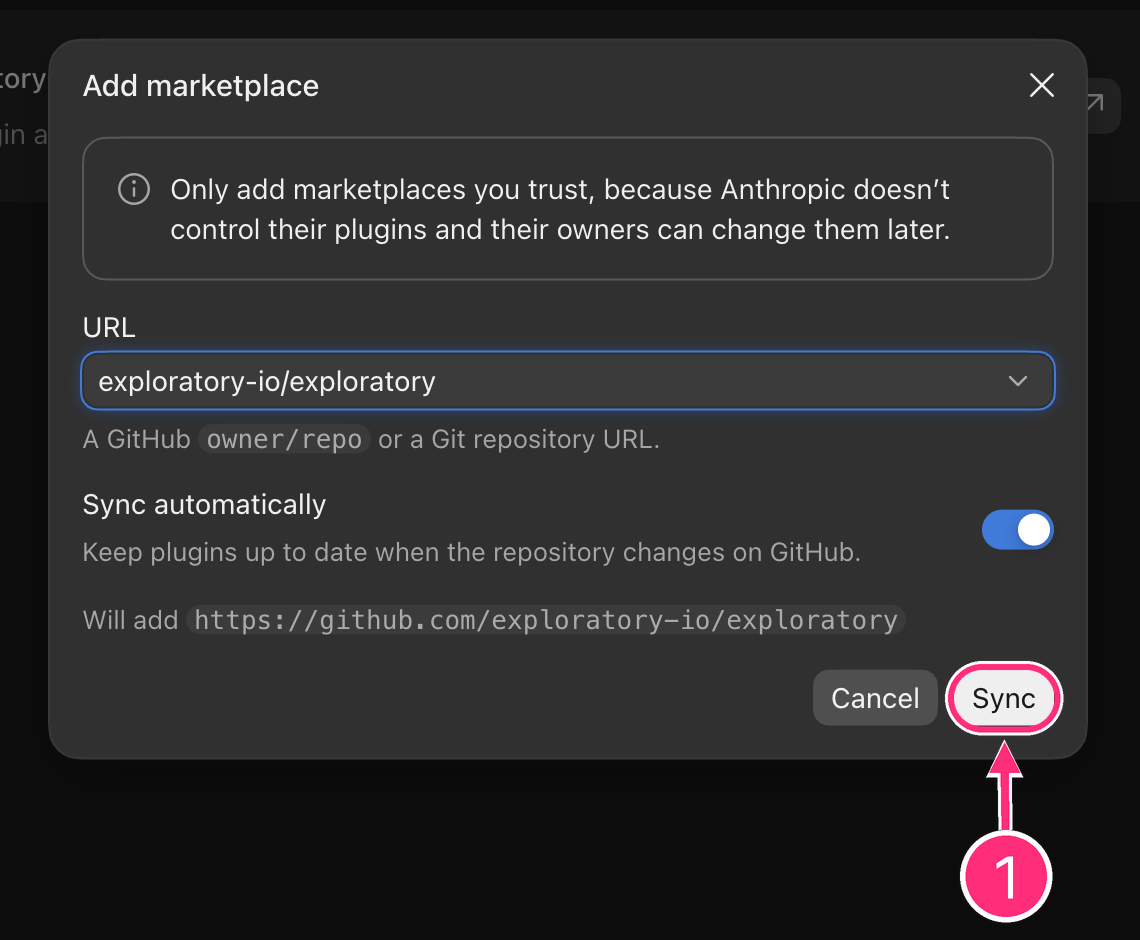 tory
gin a
Add marketplace
Only add marketplaces you trust, because Anthropic doesn’t
control their plugins and their owners can change them later.
URL
exploratory-io/exploratory
A GitHub owner/repo or a Git repository URL.
Sync automatically
Keep plugins up to date when the repository changes on GitHub.
Will add https://github.com/exploratory-io/exploratory
Cancel Sync
1